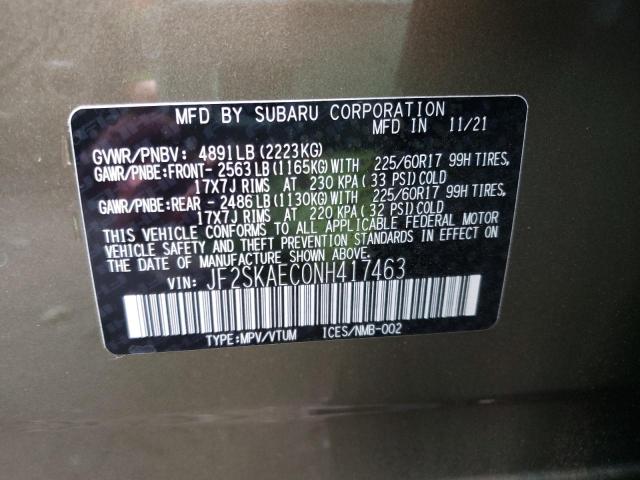 MFD BY SUBARU CORPORATION
MFD IN 11/21
GVWR/PNBV: 4891LB (2223KG)
GAWR/PNBE:FRONT- 2563LB (1165KG) WITH 225/60R17 99H TIRES,
17X7J RIMS AT 230 KPA (33 PSI) COLD
GAWR/PNBE:REAR - 2486LB (1130KG) WITH 225/60R17 99H TIRES,
17X7J RIMS AT 220 KPA (32 PSI) COLD
THIS VEHICLE CONFORMS TO ALL APPLICABLE FEDERAL MOTOR
VEHICLE SAFETY AND THEFT PREVENTION STANDARDS IN EFFECT
ON THE DATE OF MANUFACTURE SHOWN ABOVE.
VIN: JF2SKAEC0NH417463
TYPE:MPV/VTUM ICES/NMB-002